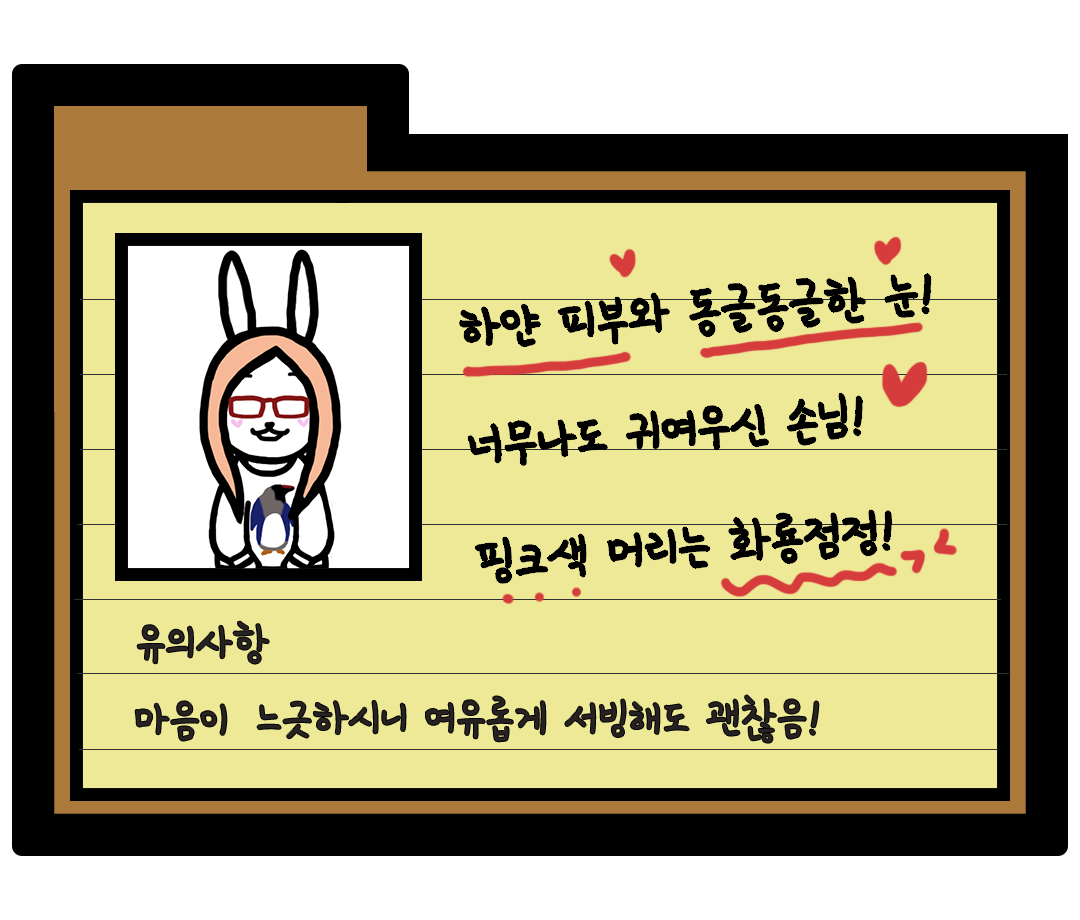 하얀 피부와 동글동글한 눈!
너무나도 귀여우신 손님!
핑크색 머리는 화룡점정!
유의사항
마음이 느긋하시니 여유롭게 서빙해도 괜찮음!